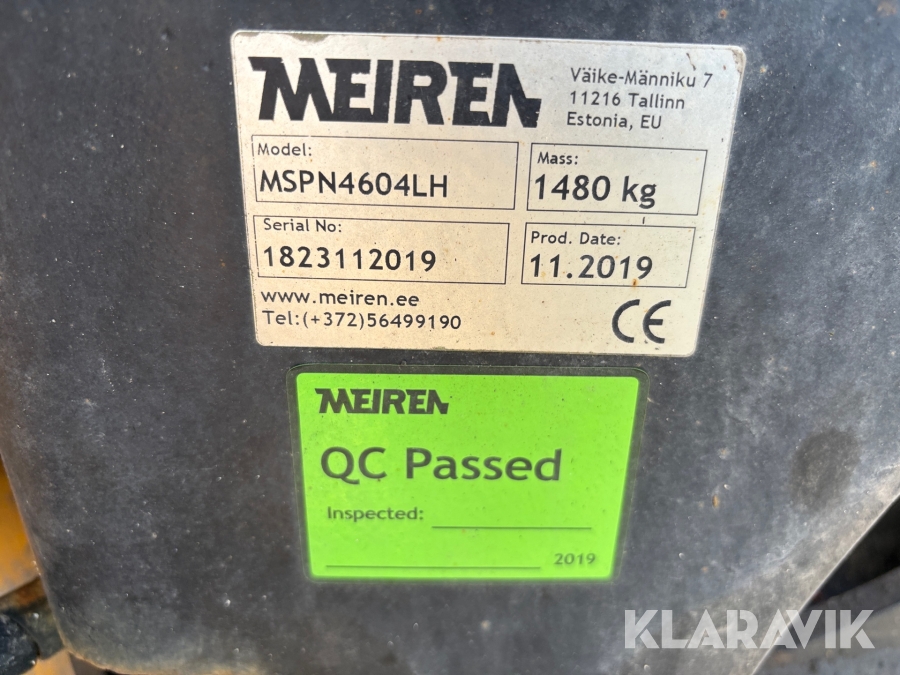 MEIREN
Väike-Männiku 7
11216 Tallinn
Estonia, EU
Model:
MSPN4604LH
Mass:
1480 kg
Serial No:
1823112019
Prod. Date:
11.2019
www.meiren.ee
Tel:(+372)56499190
CE
MEIREN
QC Passed
Inspected:
2019
KLARAVIK